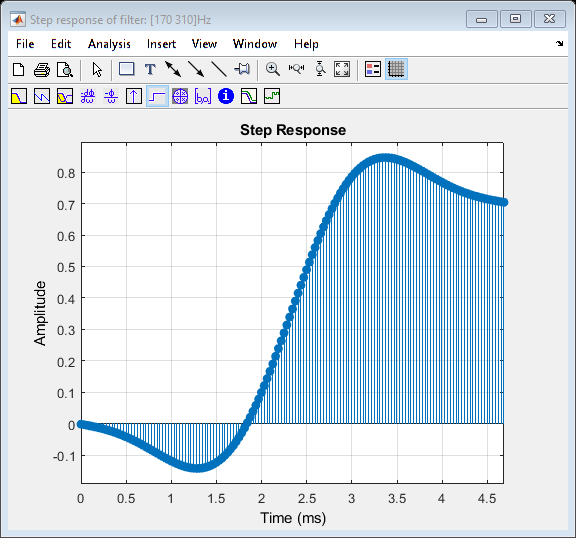 Step response of filter: [170 310]Hz
File Edit Analysis Insert View Window Help
Step Response
Amplitude
0.8
0.7
0.6
0.5
0.4
0.3
0.2
0.1
0
-0.1
0 0.5 1 1.5 2 2.5 3 3.5 4 4.5
Time (ms)